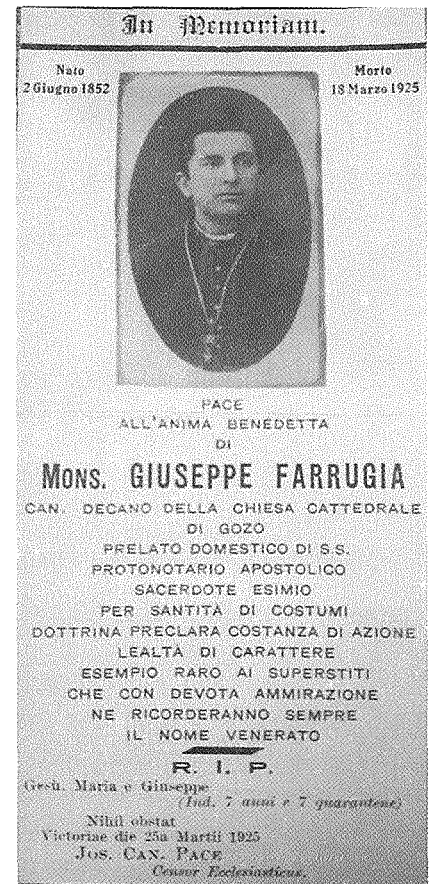 In Memoriam.
Nato
2 Giugno 1852
Morto
18 Marzo 1925
PACE
ALL'ANIMA BENEDETTA
DI
MONS. GIUSEPPE FARRUGIA
CAN. DECANO DELLA CHIESA CATTEDRALE
DI GOZO
PRELATO DOMESTICO DI S.S.
PROTONOTARIO APOSTOLICO
SACERDOTE ESIMIO
PER SANTITÀ DI COSTUMI
DOTTRINA PRECLARA COSTANZA DI AZIONE
LEALTÀ DI CARATTERE
ESEMPIO RARO AI SUPERSTITI
CHE CON DEVOTA AMMIRAZIONE
NE RICORDERANNO SEMPRE
IL NOME VENERATO
R. I. P.
Gesù. Maria e Giuseppe
(Ind. 7 anni e 7 quarantene)
Nihil obstat
Victoriae die 25a Martii 1925
JOS. CAN. PACE
Censor Ecclesiasticus.